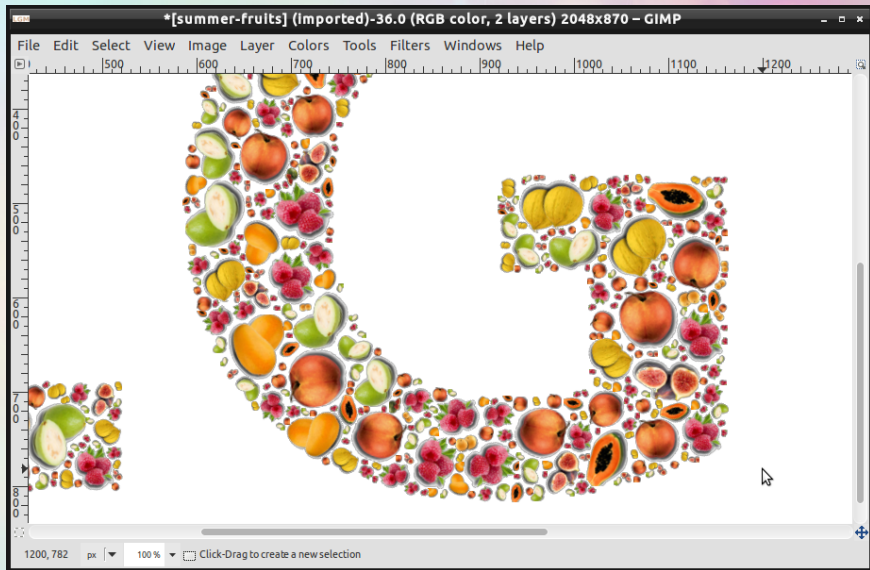 *[summer-fruits] (imported)-36.0 (RGB color, 2 layers) 2048x870 – GIMP
File Edit Select View Image Layer Colors Tools Filters Windows Help
500 600 700 800 900 1000 1100 1200
400
500
600
700
800
1200, 782 px 100 % Click-Drag to create a new selection